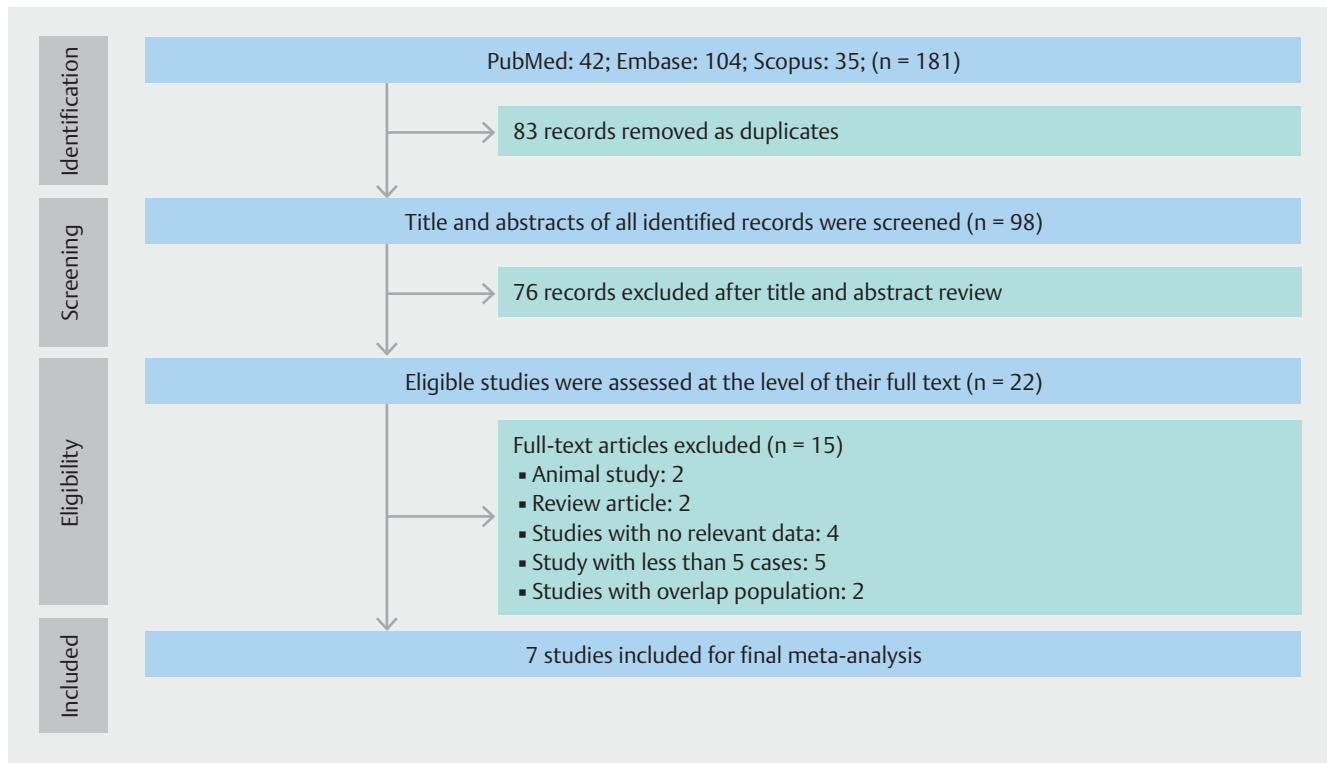 Identification
PubMed: 42; Embase: 104; Scopus: 35; (n = 181)
83 records removed as duplicates
Screening
Title and abstracts of all identified records were screened (n = 98)
76 records excluded after title and abstract review
Eligibility
Eligible studies were assessed at the level of their full text (n = 22)
Full-text articles excluded (n = 15)
▪ Animal study: 2
▪ Review article: 2
▪ Studies with no relevant data: 4
▪ Study with less than 5 cases: 5
▪ Studies with overlap population: 2
Included
7 studies included for final meta-analysis